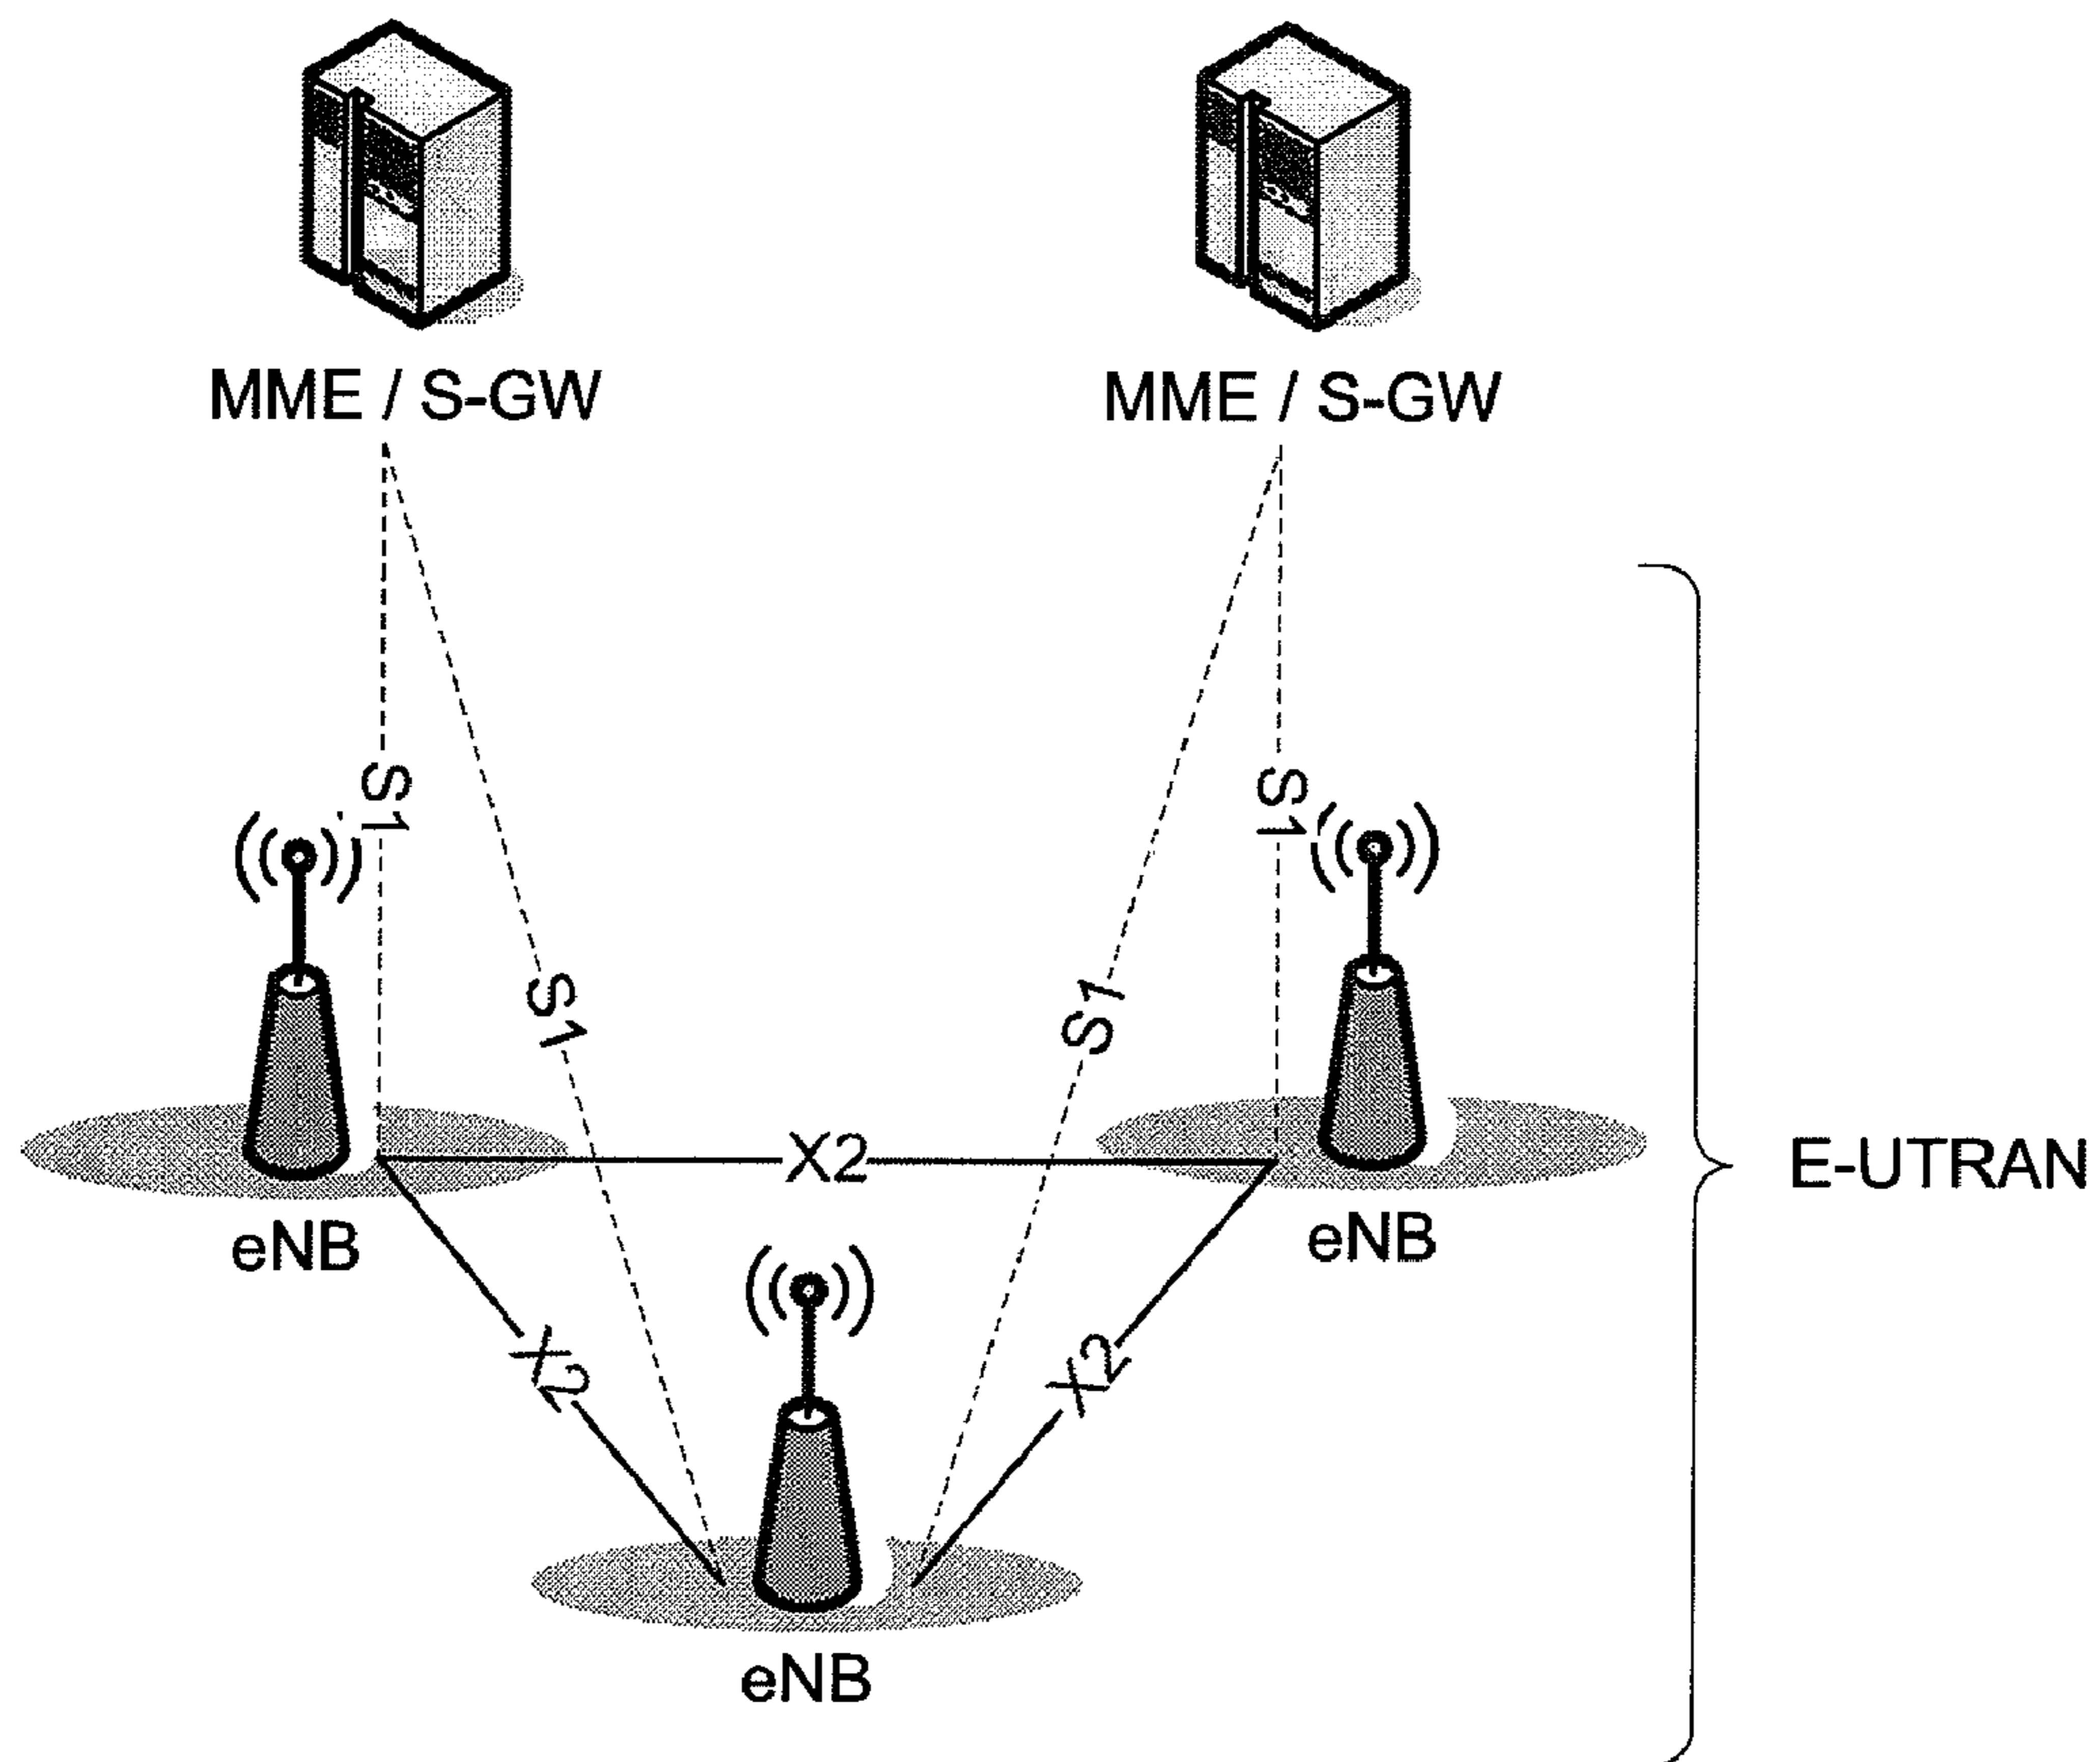 MME / S-GW
MME / S-GW
S1
S1
S1
S1
X2
E-UTRAN
eNB
eNB
X2
X2
eNB